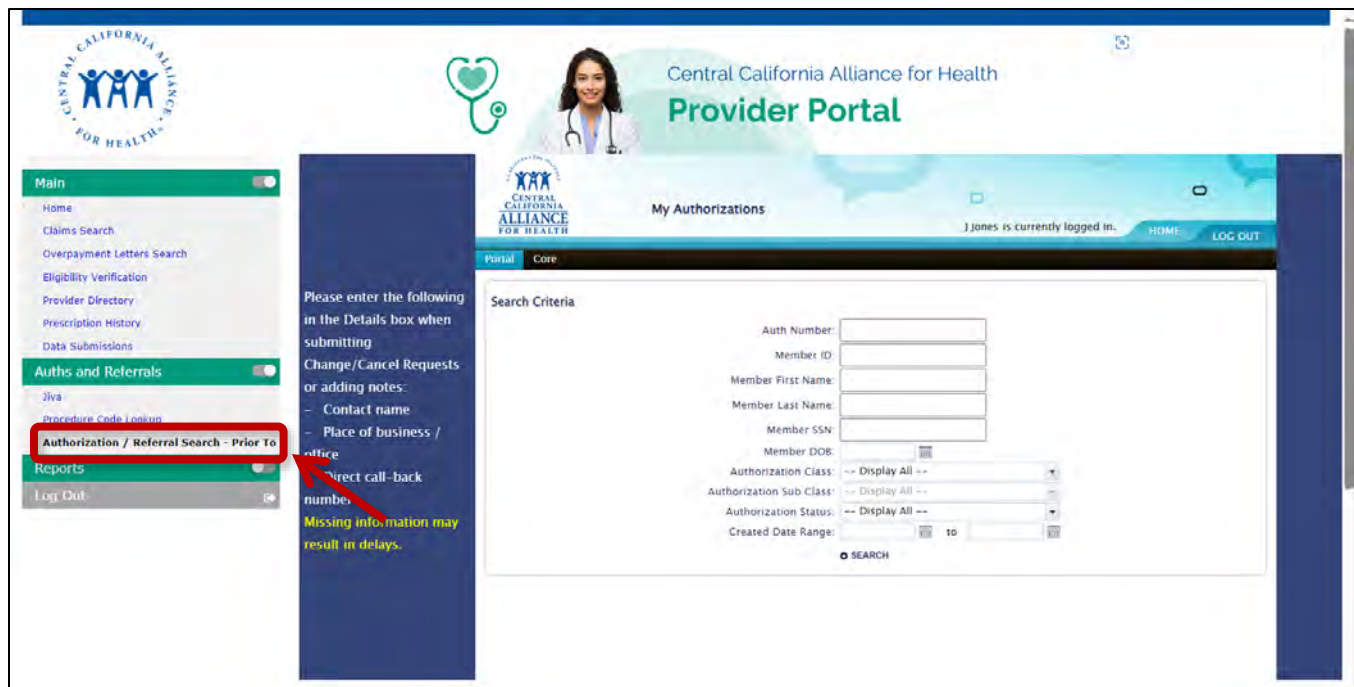 CENTRAL CALIFORNIA ALLIANCE
FOR HEALTH
Central California Alliance for Health
Provider Portal
Main
Home
Claims Search
Overpayment Letters Search
Eligibility Verification
Provider Directory
Prescription History
Data Submissions
Auths and Referrals
Jiva
Procedure Code Lookup
Authorization / Referral Search - Prior To
Reports
Log Out
Please enter the following
in the Details box when
submitting
Change/Cancel Requests
or adding notes:
- Contact name
- Place of business /
office
Direct call-back
number
Missing information may
result in delays.
CENTRAL
CALIFORNIA
ALLIANCE
FOR HEALTH
My Authorizations
J Jones is currently logged in.
HOME
LOG OUT
Portal Core
Search Criteria
Auth Number:
Member ID:
Member First Name:
Member Last Name:
Member SSN:
Member DOB:
Authorization Class: -- Display All --
Authorization Sub Class: -- Display All --
Authorization Status: -- Display All --
Created Date Range: to
SEARCH